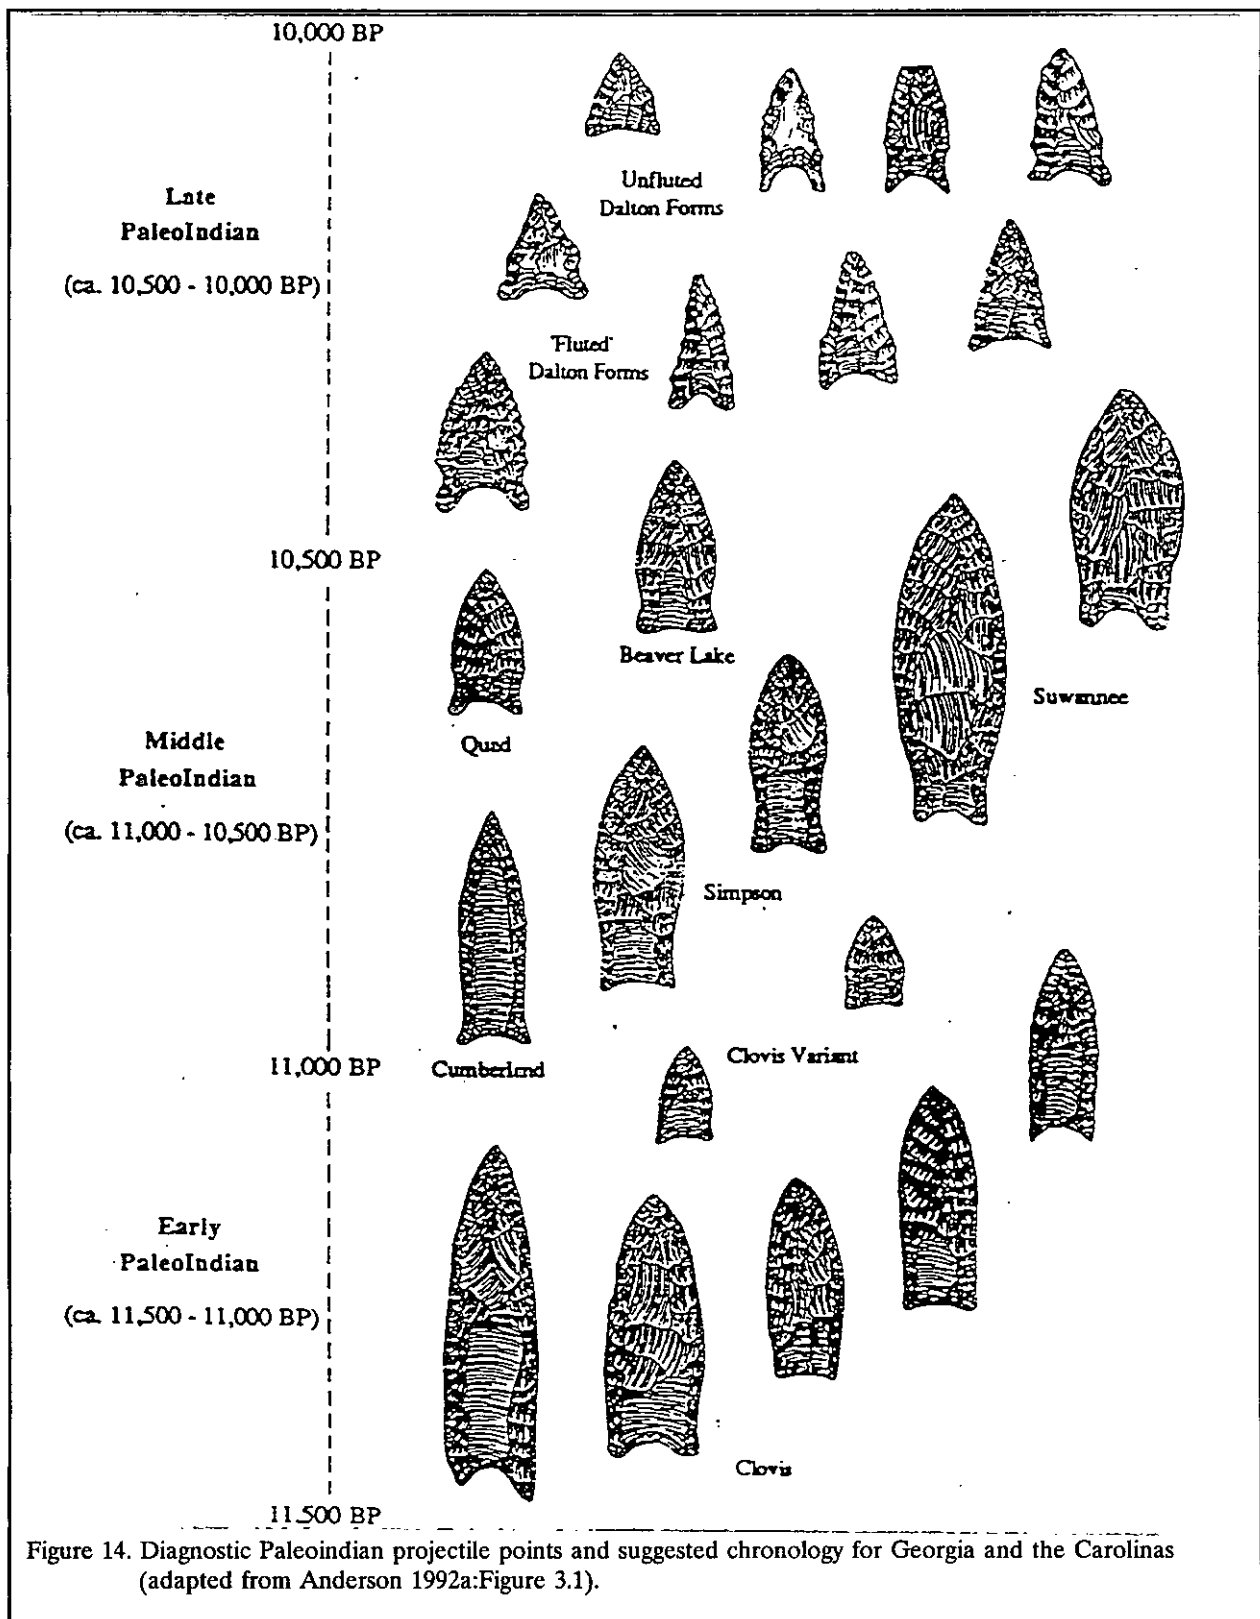 10,000 BP
Unfluted
Dalton Forms
Late
PaleoIndian
(ca. 10,500 - 10,000 BP)
"Fluted"
Dalton Forms
10,500 BP
Beaver Lake
Suwannee
Quad
Middle
PaleoIndian
(ca. 11,000 - 10,500 BP)
Simpson
Clovis Variant
11,000 BP
Cumberland
Early
PaleoIndian
(ca. 11,500 - 11,000 BP)
Clovis
11,500 BP
Figure 14. Diagnostic Paleoindian projectile points and suggested chronology for Georgia and the Carolinas
(adapted from Anderson 1992a:Figure 3.1).